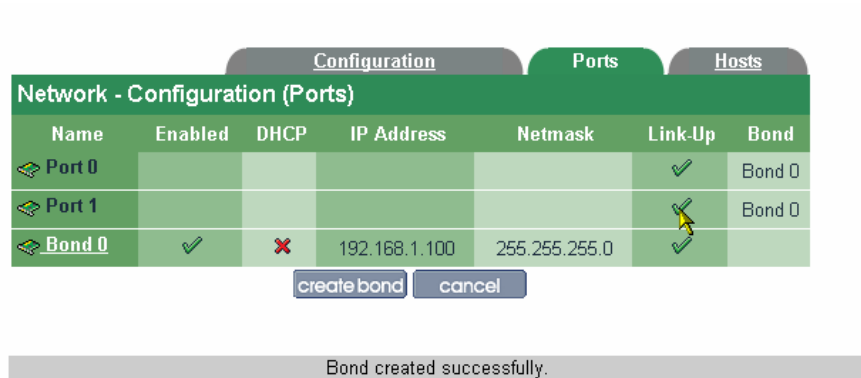 Configuration Ports Hosts
Network - Configuration (Ports)
Name Enabled DHCP IP Address Netmask Link-Up Bond
Port 0 Bond 0
Port 1 Bond 0
Bond 0 192.168.1.100 255.255.255.0
create bond cancel
Bond created successfully.